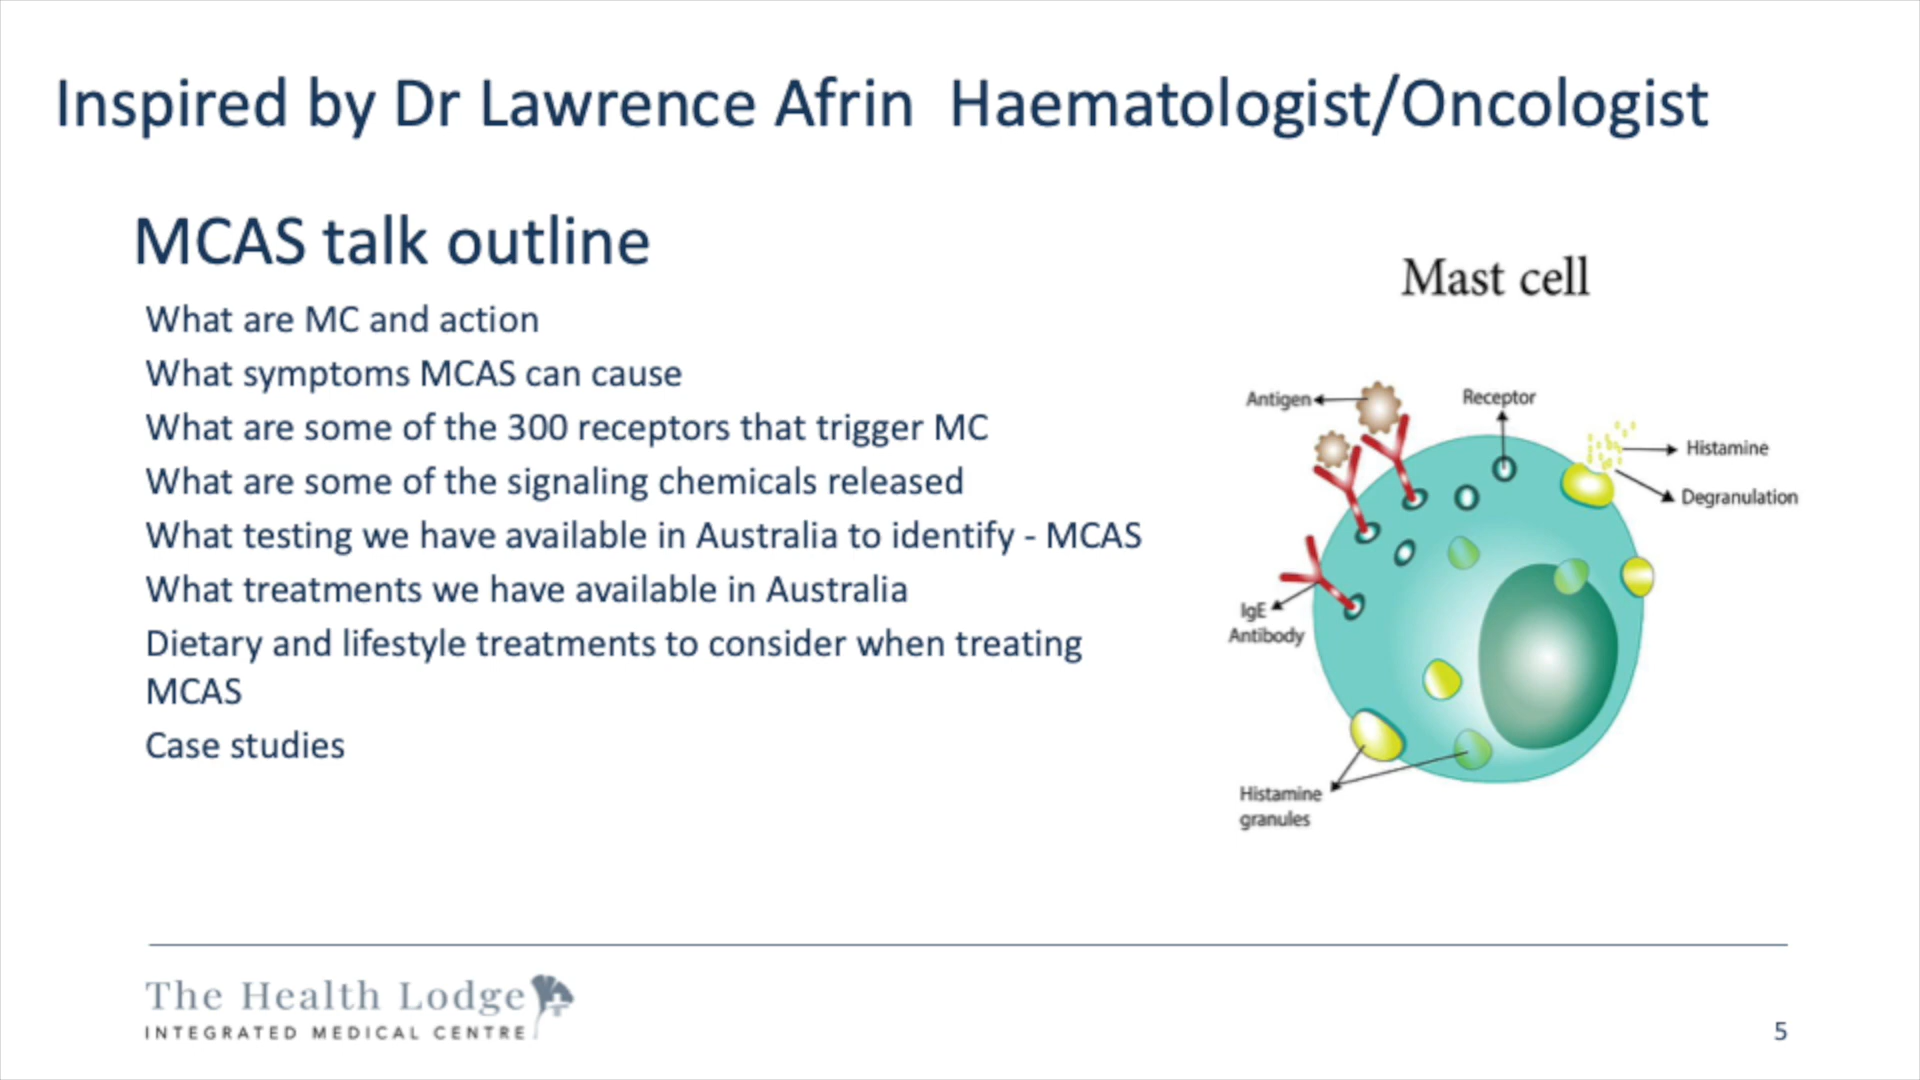 Inspired by Dr Lawrence Afrin  Haematologist/Oncologist
MCAS talk outline
What are MC and action
What symptoms MCAS can cause
What are some of the 300 receptors that trigger MC
What are some of the signaling chemicals released
What testing we have available in Australia to identify - MCAS
What treatments we have available in Australia
Dietary and lifestyle treatments to consider when treating
MCAS
Case studies
Mast cell
Antigen
Receptor
Histamine
Degranulation
IgE
Antibody
Histamine
granules
The Health Lodge
INTEGRATED MEDICAL CENTRE
5